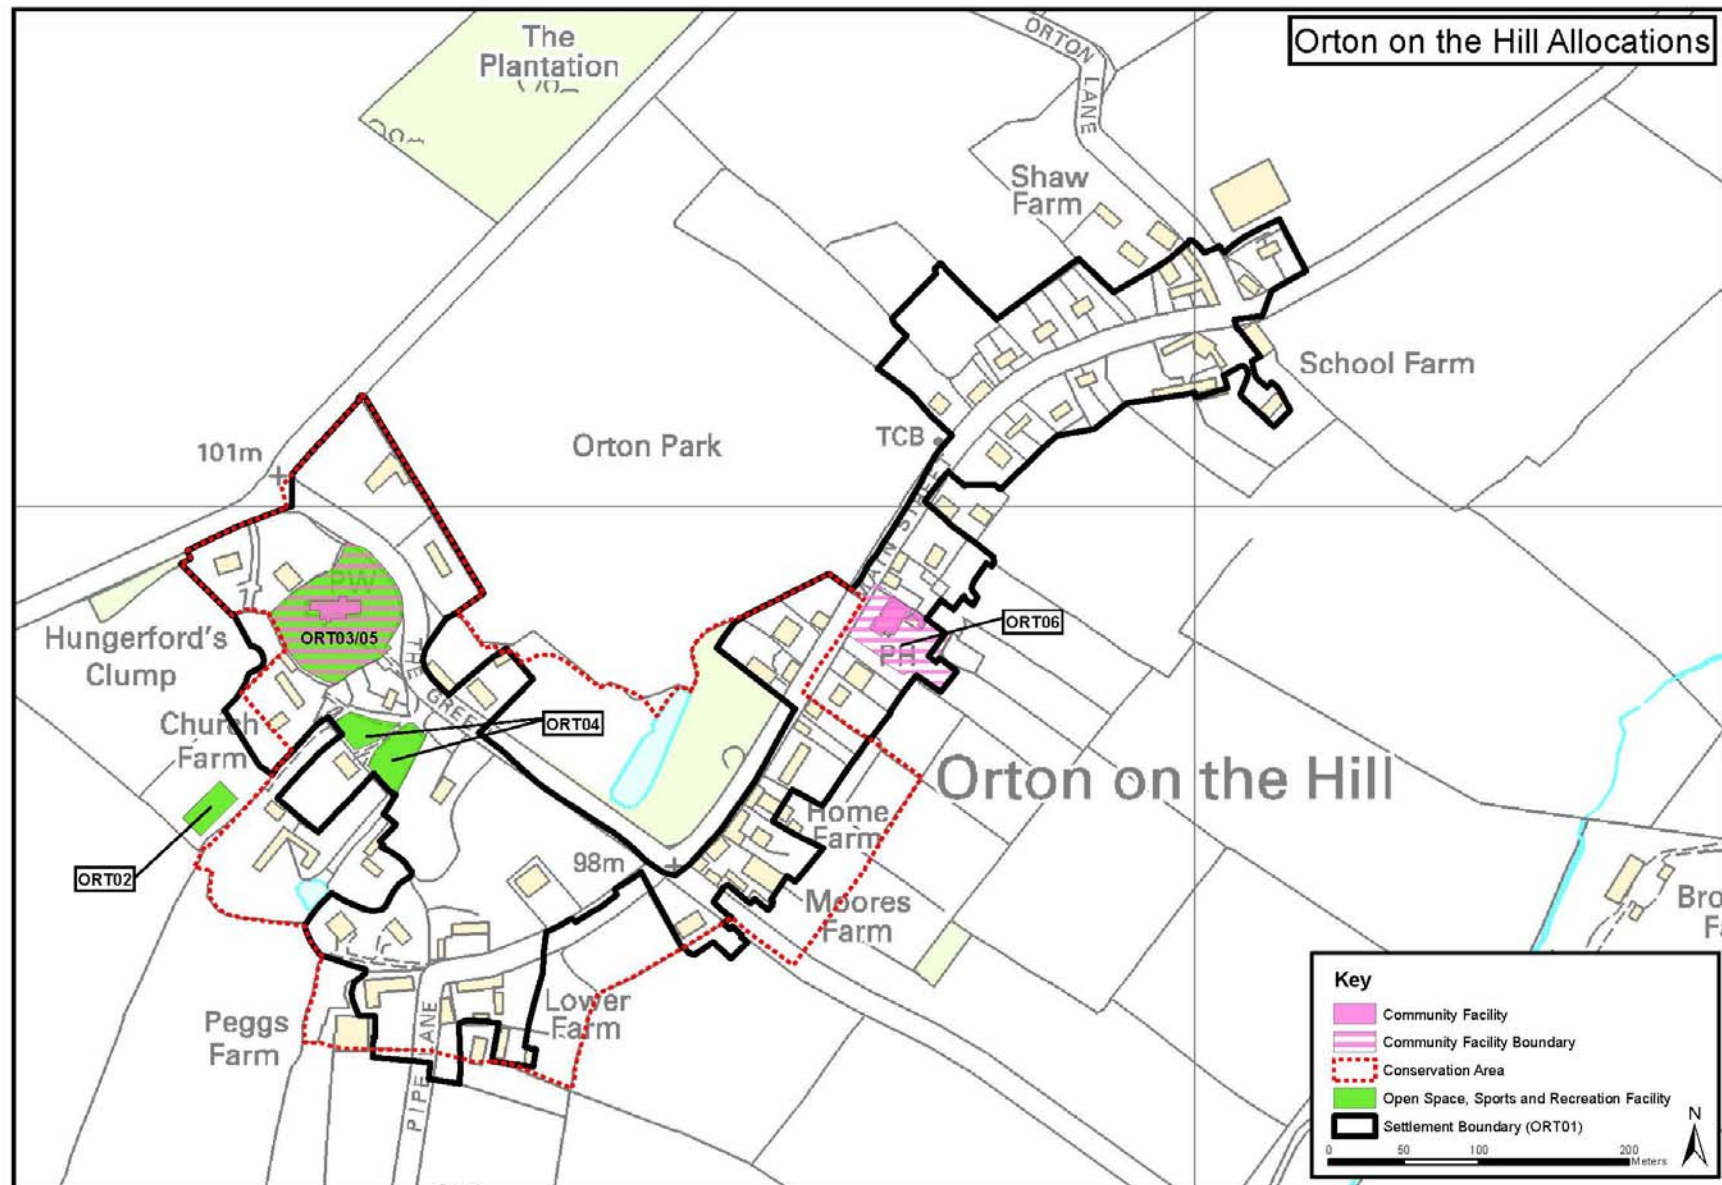 Orton on the Hill Allocations
The
Plantation
ORTON
LANE
Shaw
Farm
School Farm
TCB
Orton Park
101m
MAIN STREET
PW
ORT03/05
Hungerford's
Clump
THE
GREEN
ORT06
PH
Church
Farm
ORT04
Orton on the Hill
ORT02
Home
Farm
98m
Moores
Farm
Peggs
Farm
Lower
Farm
PIPE LANE
Key
Community Facility
Community Facility Boundary
Conservation Area
Open Space, Sports and Recreation Facility
Settlement Boundary (ORT01)
N
0 50 100 200
Meters